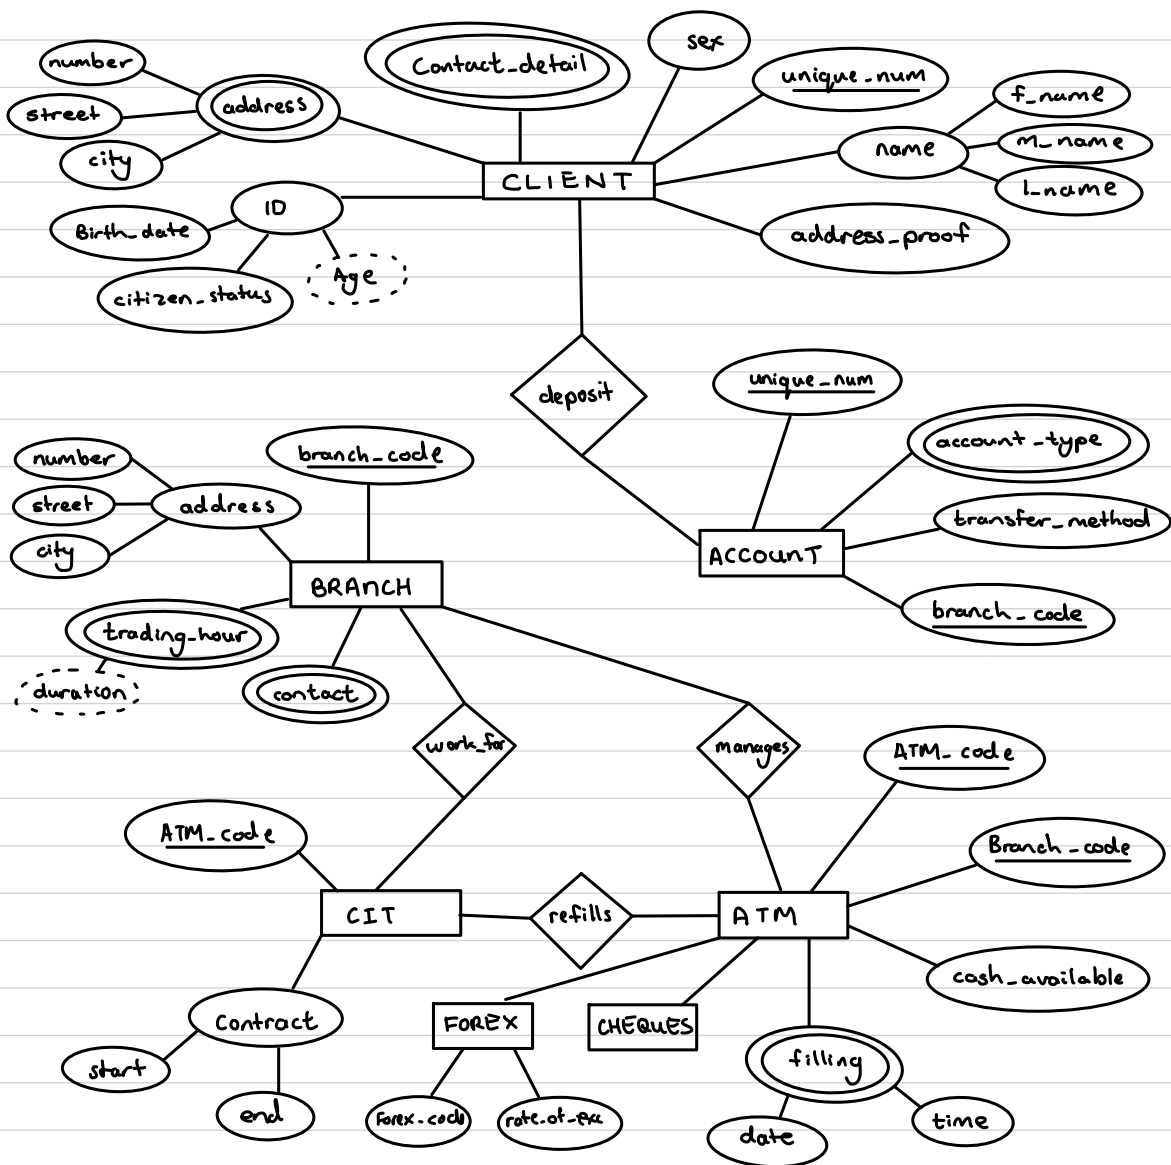 number
Contact_detail
sex
unique_num
f_name
street
address
city
name
m_name
l_name
CLIENT
ID
Birth_date
address_proof
citizen_status
Age
deposit
unique_num
branch_code
account_type
number
street
address
transfer_method
city
ACCOUNT
BRANCH
branch_code
trading_hour
duration
contact
work_for
manages
ATM_code
ATM_code
Branch_code
CIT
refills
ATM
cash_available
Contract
FOREX
CHEQUES
filling
start
end
Forex_code
rate_of_exc
date
time